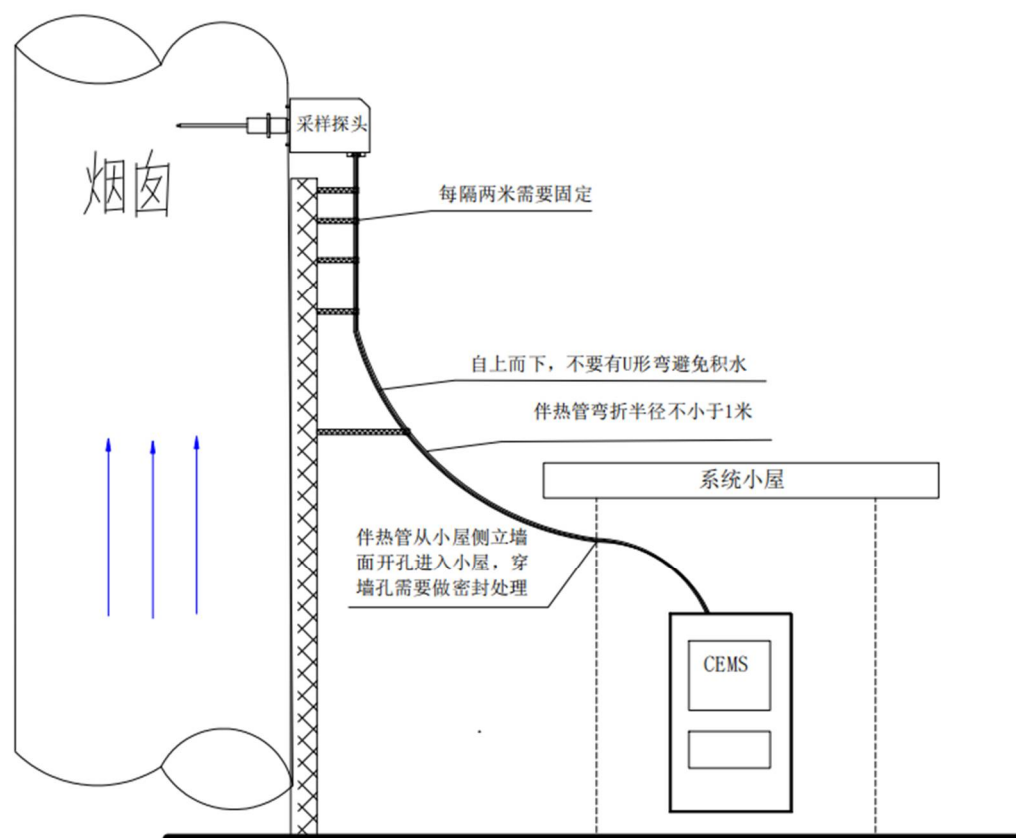 采样探头
烟囱
每隔两米需要固定
自上而下，不要有U形弯避免积水
伴热管弯折半径不小于1米
系统小屋
伴热管从小屋侧立墙
面开孔进入小屋，穿
墙孔需要做密封处理
CEMS